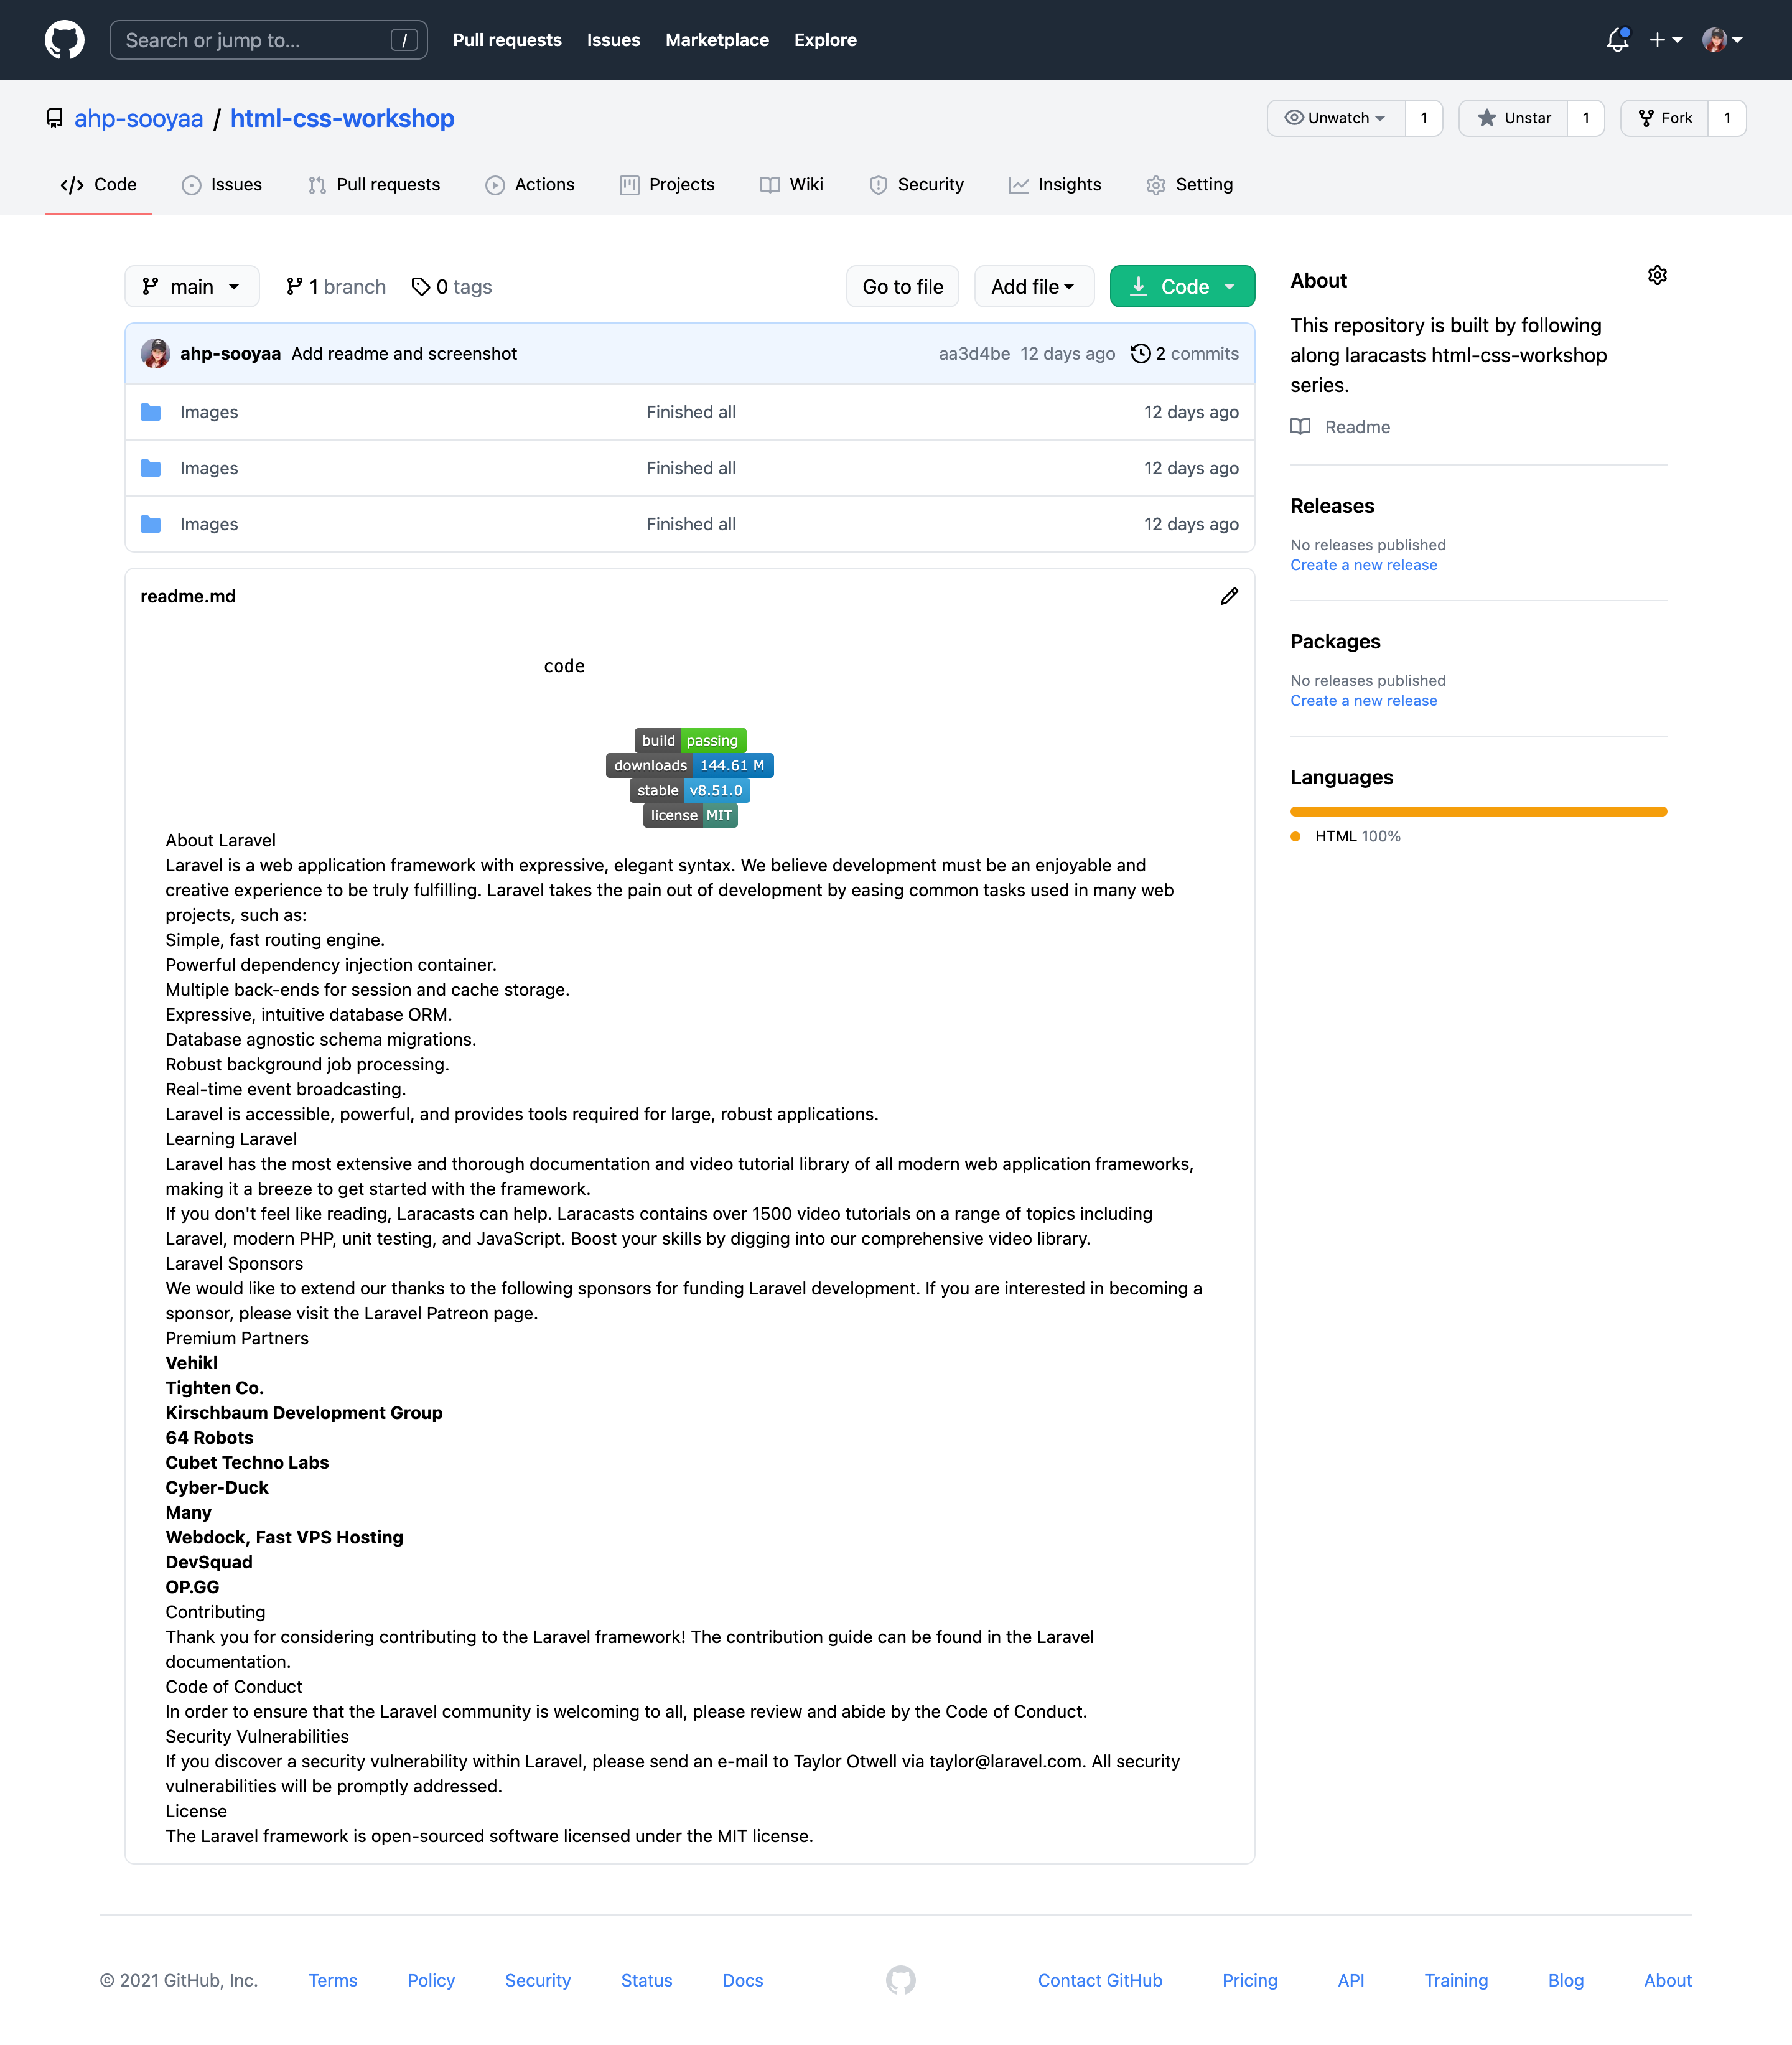 Search or jump to... /
Pull requests Issues Marketplace Explore
ahp-sooyaa / html-css-workshop
Unwatch 1 Unstar 1 Fork 1
Code Issues Pull requests Actions Projects Wiki Security Insights Setting
main 1 branch 0 tags Go to file Add file Code
ahp-sooyaa Add readme and screenshot aa3d4be 12 days ago 2 commits
Images Finished all 12 days ago
Images Finished all 12 days ago
Images Finished all 12 days ago
readme.md
code
build passing
downloads 144.61 M
stable v8.51.0
license MIT
About Laravel
Laravel is a web application framework with expressive, elegant syntax. We believe development must be an enjoyable and
creative experience to be truly fulfilling. Laravel takes the pain out of development by easing common tasks used in many web
projects, such as:
Simple, fast routing engine.
Powerful dependency injection container.
Multiple back-ends for session and cache storage.
Expressive, intuitive database ORM.
Database agnostic schema migrations.
Robust background job processing.
Real-time event broadcasting.
Laravel is accessible, powerful, and provides tools required for large, robust applications.
Learning Laravel
Laravel has the most extensive and thorough documentation and video tutorial library of all modern web application frameworks,
making it a breeze to get started with the framework.
If you don't feel like reading, Laracasts can help. Laracasts contains over 1500 video tutorials on a range of topics including
Laravel, modern PHP, unit testing, and JavaScript. Boost your skills by digging into our comprehensive video library.
Laravel Sponsors
We would like to extend our thanks to the following sponsors for funding Laravel development. If you are interested in becoming a
sponsor, please visit the Laravel Patreon page.
Premium Partners
Vehikl
Tighten Co.
Kirschbaum Development Group
64 Robots
Cubet Techno Labs
Cyber-Duck
Many
Webdock, Fast VPS Hosting
DevSquad
OP.GG
Contributing
Thank you for considering contributing to the Laravel framework! The contribution guide can be found in the Laravel
documentation.
Code of Conduct
In order to ensure that the Laravel community is welcoming to all, please review and abide by the Code of Conduct.
Security Vulnerabilities
If you discover a security vulnerability within Laravel, please send an e-mail to Taylor Otwell via taylor@laravel.com. All security
vulnerabilities will be promptly addressed.
License
The Laravel framework is open-sourced software licensed under the MIT license.
About
This repository is built by following
along laracasts html-css-workshop
series.
Readme
Releases
No releases published
Create a new release
Packages
No releases published
Create a new release
Languages
HTML 100%
© 2021 GitHub, Inc. Terms Policy Security Status Docs Contact GitHub Pricing API Training Blog About